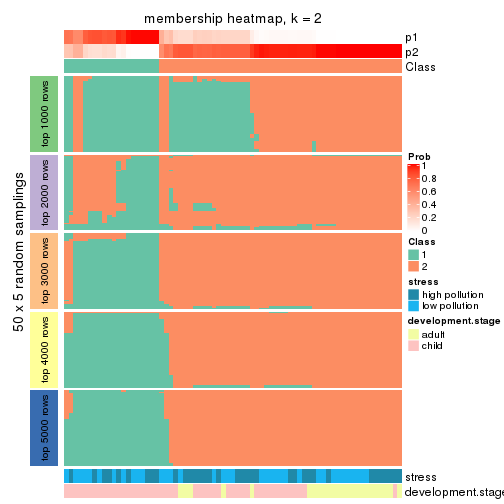 membership heatmap, k = 2
p1
p2
Class
50 x 5 random samplings
top 1000 rows
top 2000 rows
top 3000 rows
top 4000 rows
top 5000 rows
stress
development.stage
Prob
1
0.8
0.6
0.4
0.2
0
Class
1
2
stress
high pollution
low pollution
development.stage
adult
child